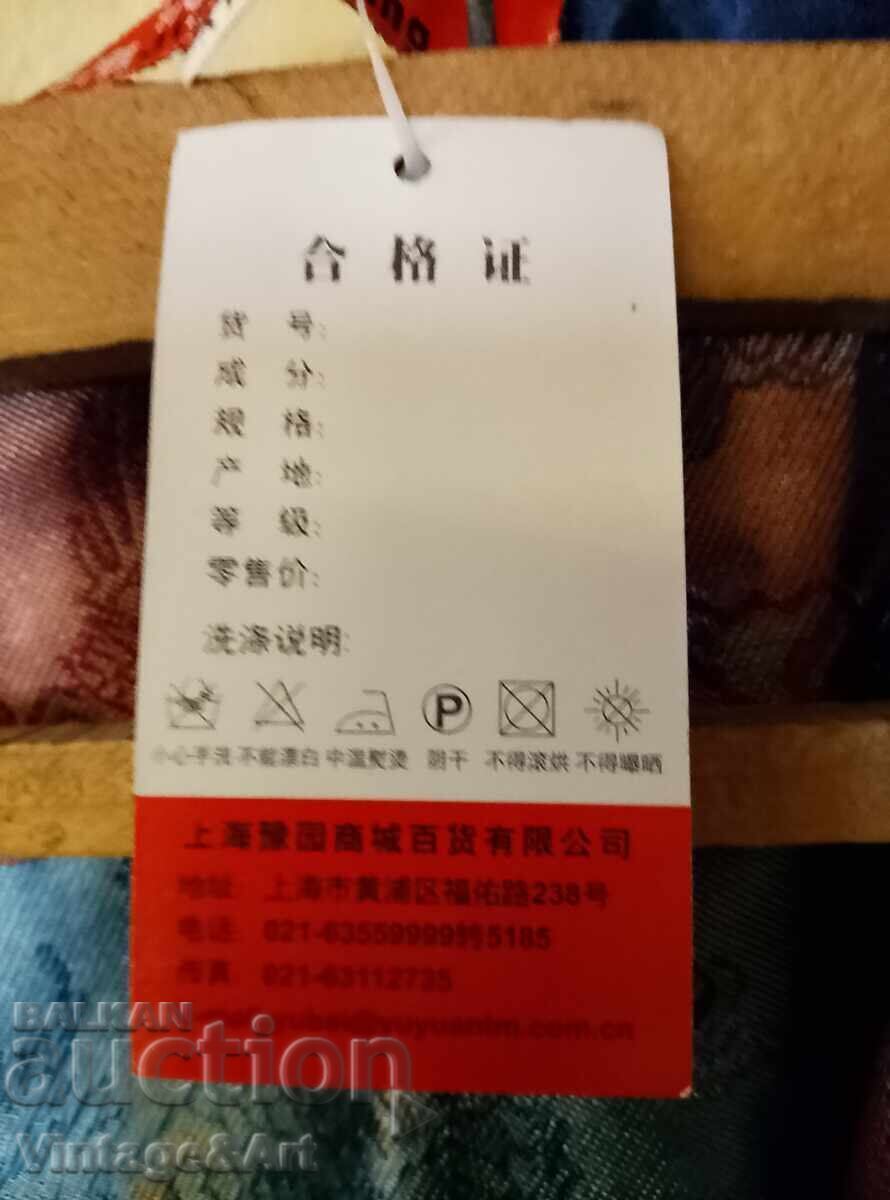 合格证
货号:
成分:
规格:
产地:
等级:
零售价:
洗涤说明:
P
小心手洗 不能漂白 中温熨烫 阴干 不得滚烘 不得曝晒
上海豫园商城百货有限公司
地址: 上海市黄浦区福佑路238号
电话: 021-63559999转5185
传真: 021-63112735
@yuyuantm.com.cn
BALKAN
auction
Vintage&Art